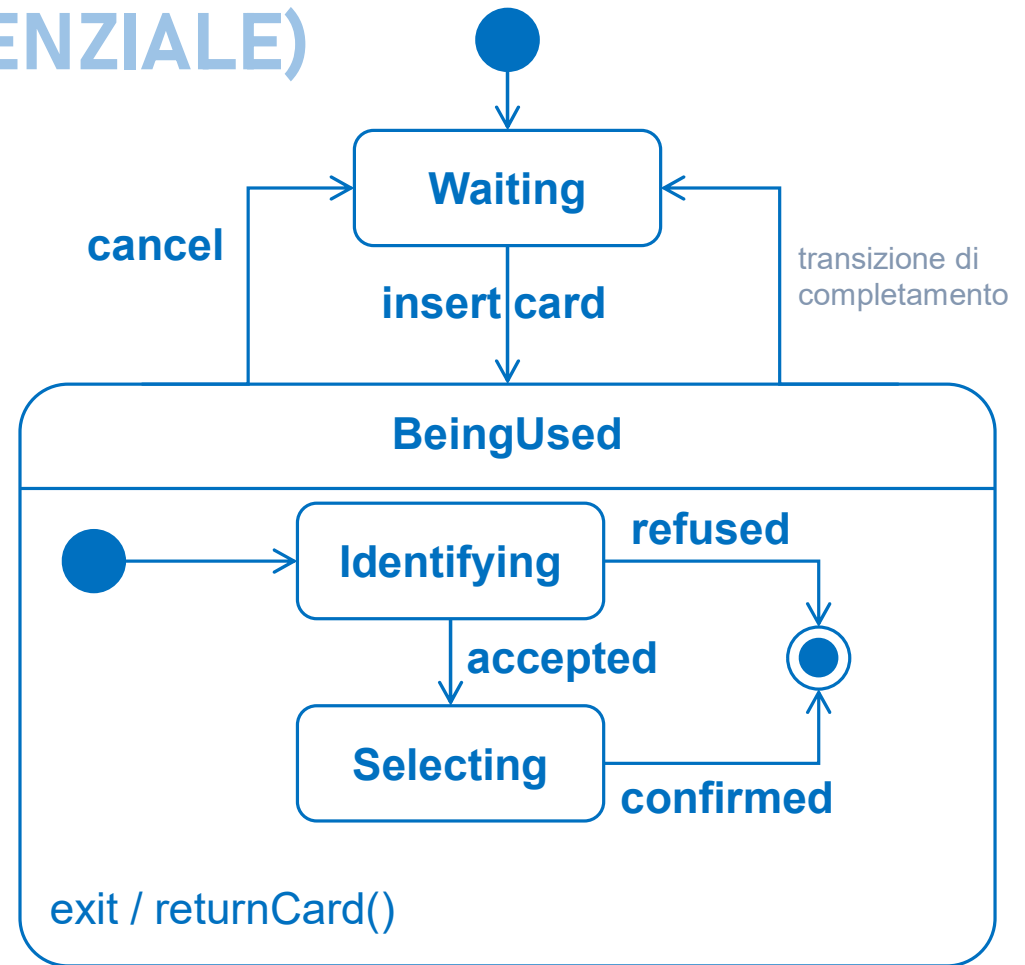 ENZIALE)
Waiting
cancel
transizione di
completamento
insert card
BeingUsed
refused
Identifying
accepted
Selecting
confirmed
exit / returnCard()